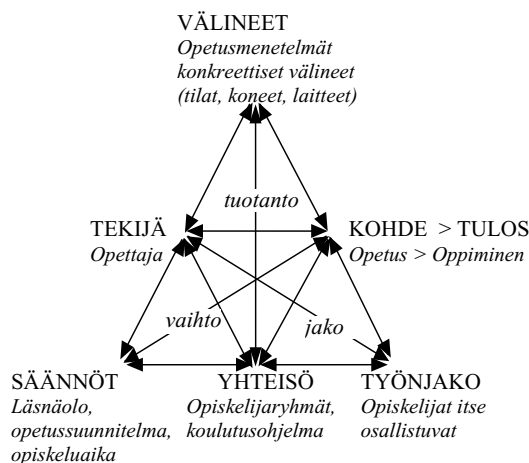 VÄLINEET
Opetusmenetelmät
konkreettiset välineet
(tilat, koneet, laitteet)
tuotanto
TEKIJÄ
Opettaja
KOHDE > TULOS
Opetus > Oppiminen
vaihto
jako
SÄÄNNÖT
Läsnäolo,
opetussuunnitelma,
opiskeluaika
YHTEISÖ
Opiskelijaryhmät,
koulutusohjelma
TYÖNJAKO
Opiskelijat itse
osallistuvat